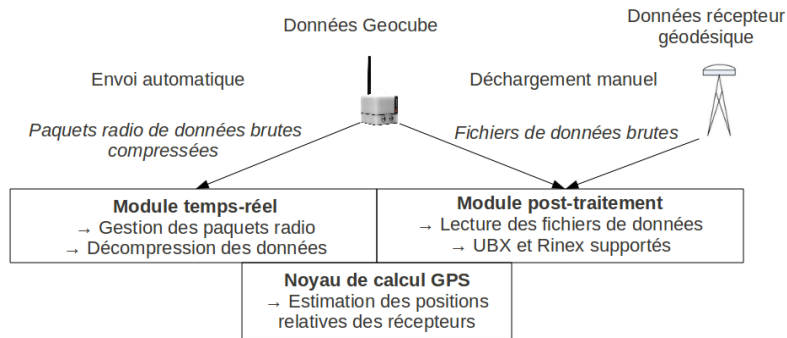 Données Geocube
Données récepteur
géodésique
Envoi automatique
Déchargement manuel
Paquets radio de données brutes
compressées
Fichiers de données brutes
Module temps-réel
→ Gestion des paquets radio
→ Décompression des données
Module post-traitement
→ Lecture des fichiers de données
→ UBX et Rinex supportés
Noyau de calcul GPS
→ Estimation des positions
relatives des récepteurs